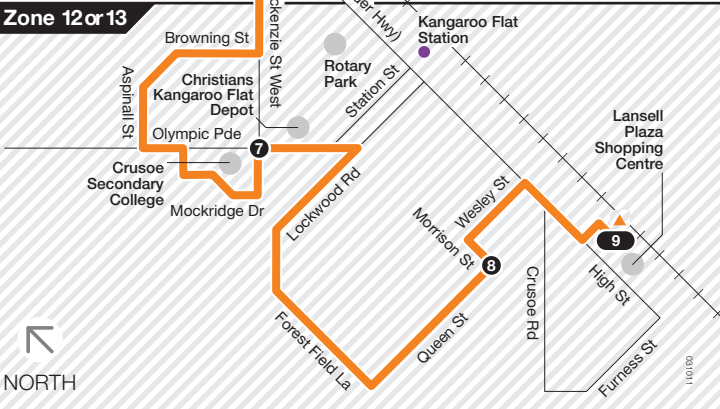 Zone 12 or 13
der Hwy)
Kangaroo Flat
Station
Browning St
ckenzie St West
Rotary
Park
Station St
Aspinall St
Christians
Kangaroo Flat
Depot
Olympic Pde
7
Lansell
Plaza
Shopping
Centre
Crusoe
Secondary
College
Mockridge Dr
Lockwood Rd
Wesley St
Morrison St
8
9
High St
Crusoe Rd
Forest Field La
Queen St
Furness St
NORTH
031011